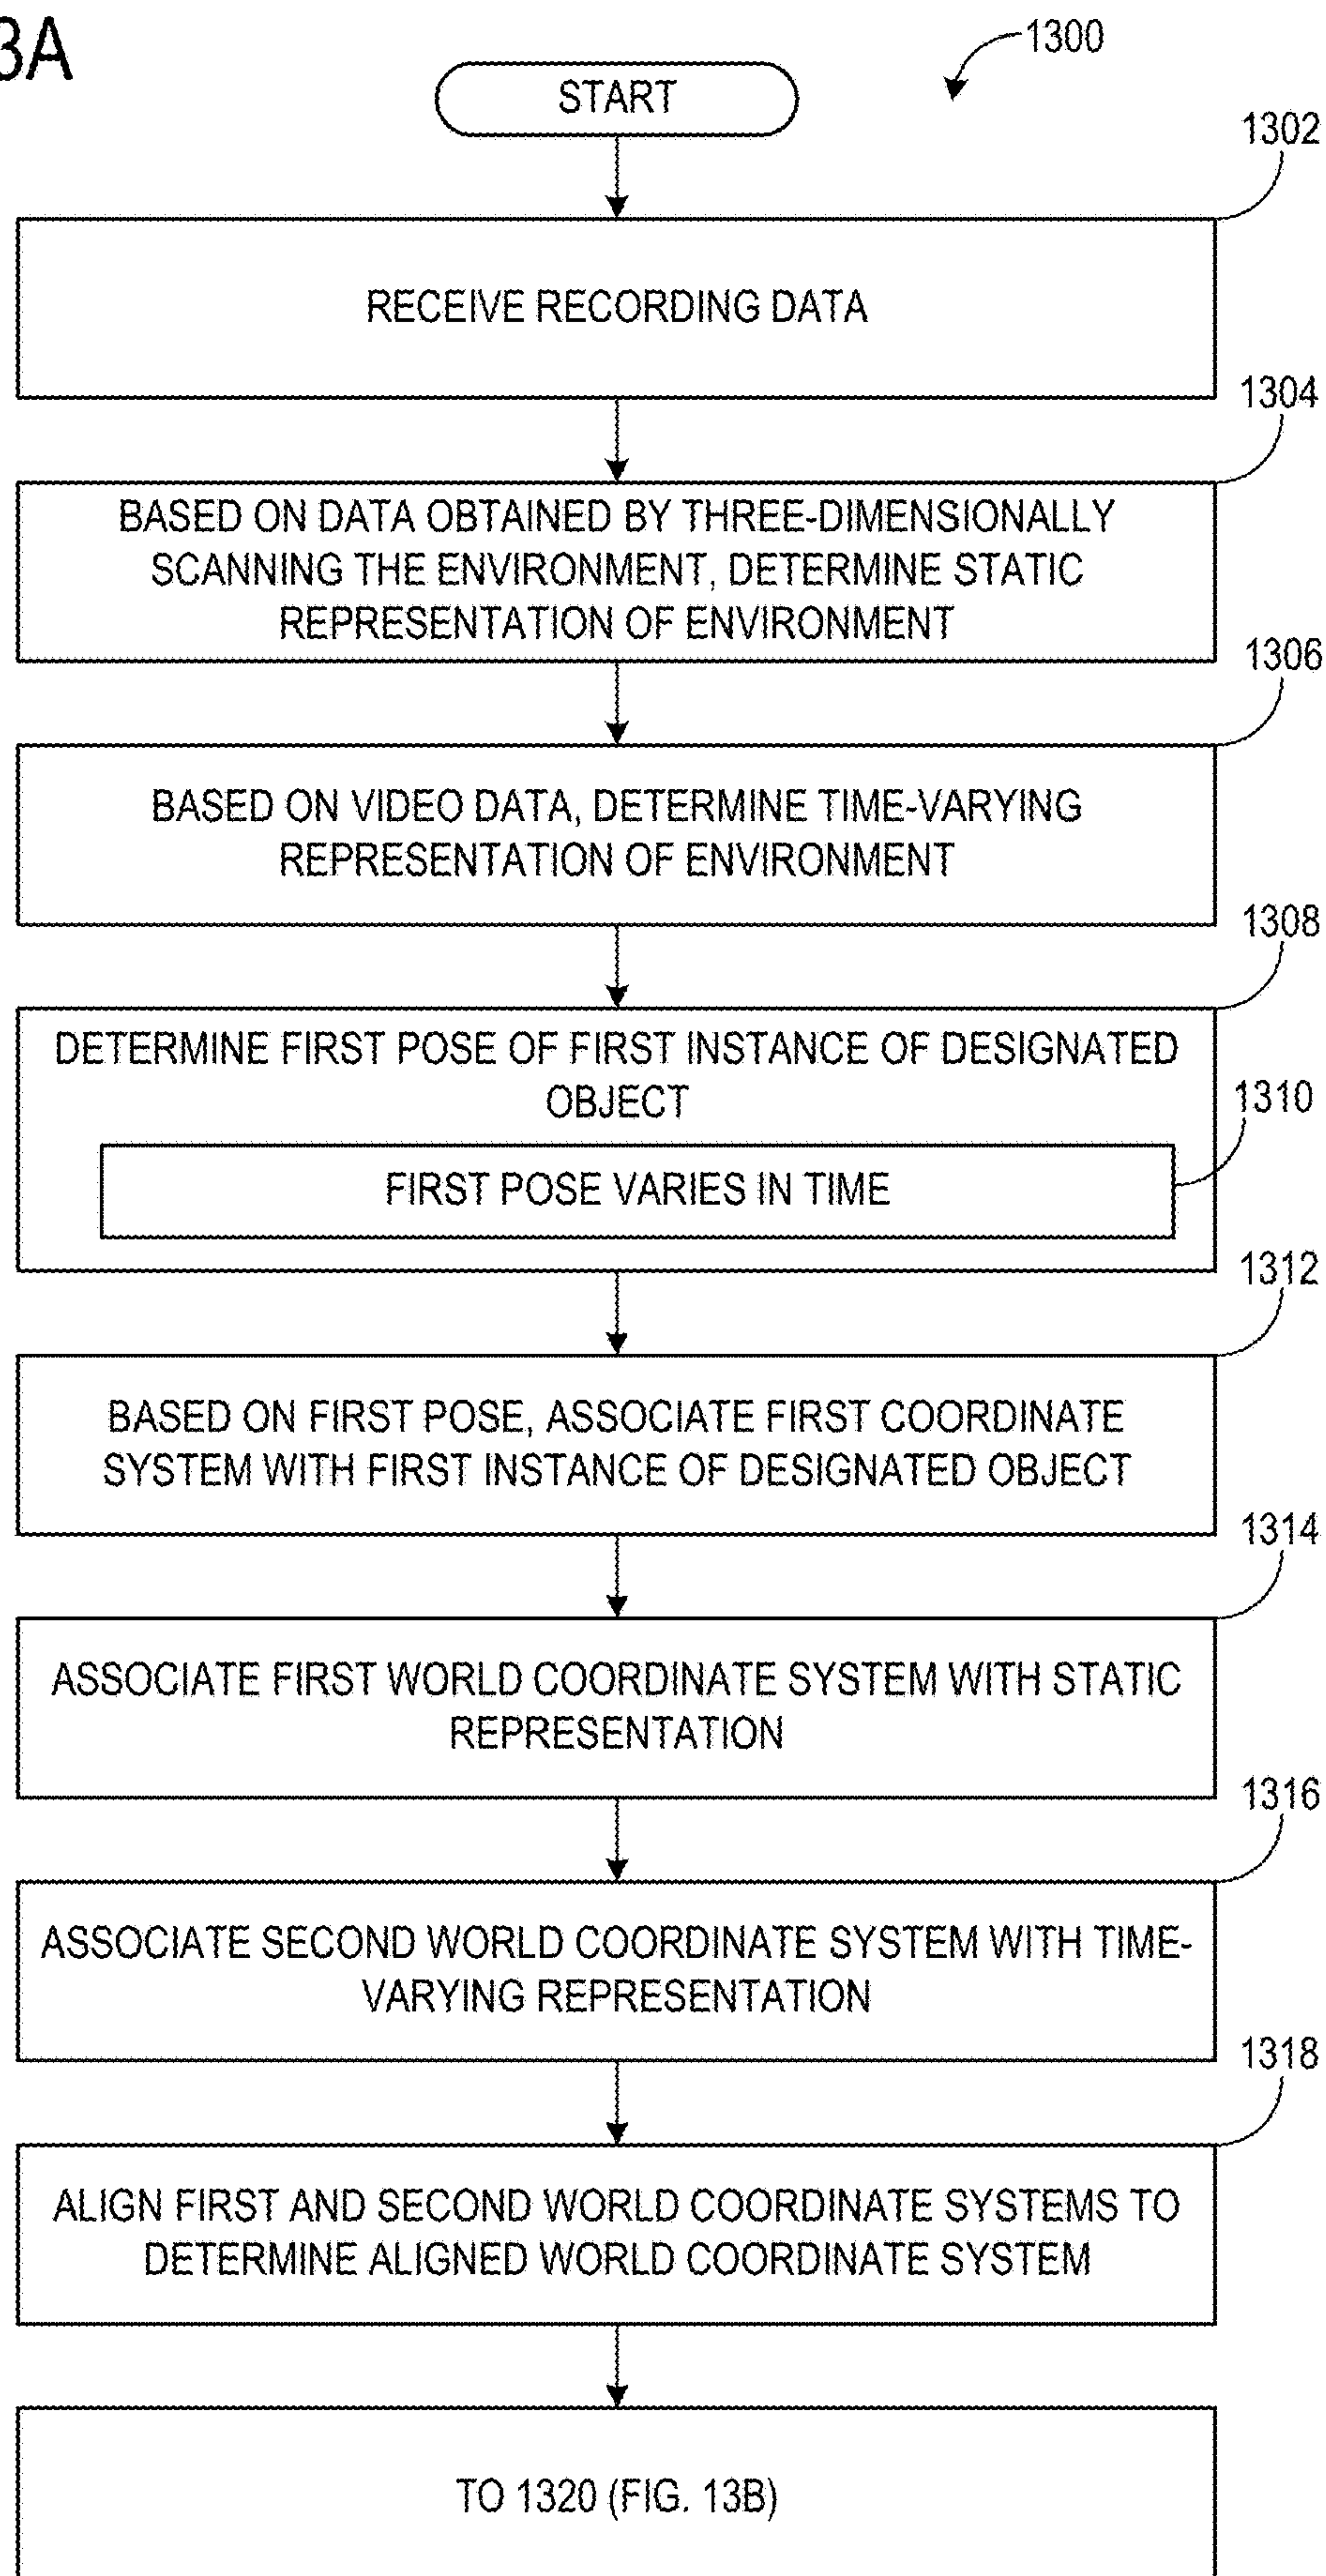 3A
1300
START
1302
RECEIVE RECORDING DATA
1304
BASED ON DATA OBTAINED BY THREE-DIMENSIONALLY
SCANNING THE ENVIRONMENT, DETERMINE STATIC
REPRESENTATION OF ENVIRONMENT
1306
BASED ON VIDEO DATA, DETERMINE TIME-VARYING
REPRESENTATION OF ENVIRONMENT
1308
DETERMINE FIRST POSE OF FIRST INSTANCE OF DESIGNATED
OBJECT
1310
FIRST POSE VARIES IN TIME
1312
BASED ON FIRST POSE, ASSOCIATE FIRST COORDINATE
SYSTEM WITH FIRST INSTANCE OF DESIGNATED OBJECT
1314
ASSOCIATE FIRST WORLD COORDINATE SYSTEM WITH STATIC
REPRESENTATION
1316
ASSOCIATE SECOND WORLD COORDINATE SYSTEM WITH TIME-
VARYING REPRESENTATION
1318
ALIGN FIRST AND SECOND WORLD COORDINATE SYSTEMS TO
DETERMINE ALIGNED WORLD COORDINATE SYSTEM
TO 1320 (FIG. 13B)